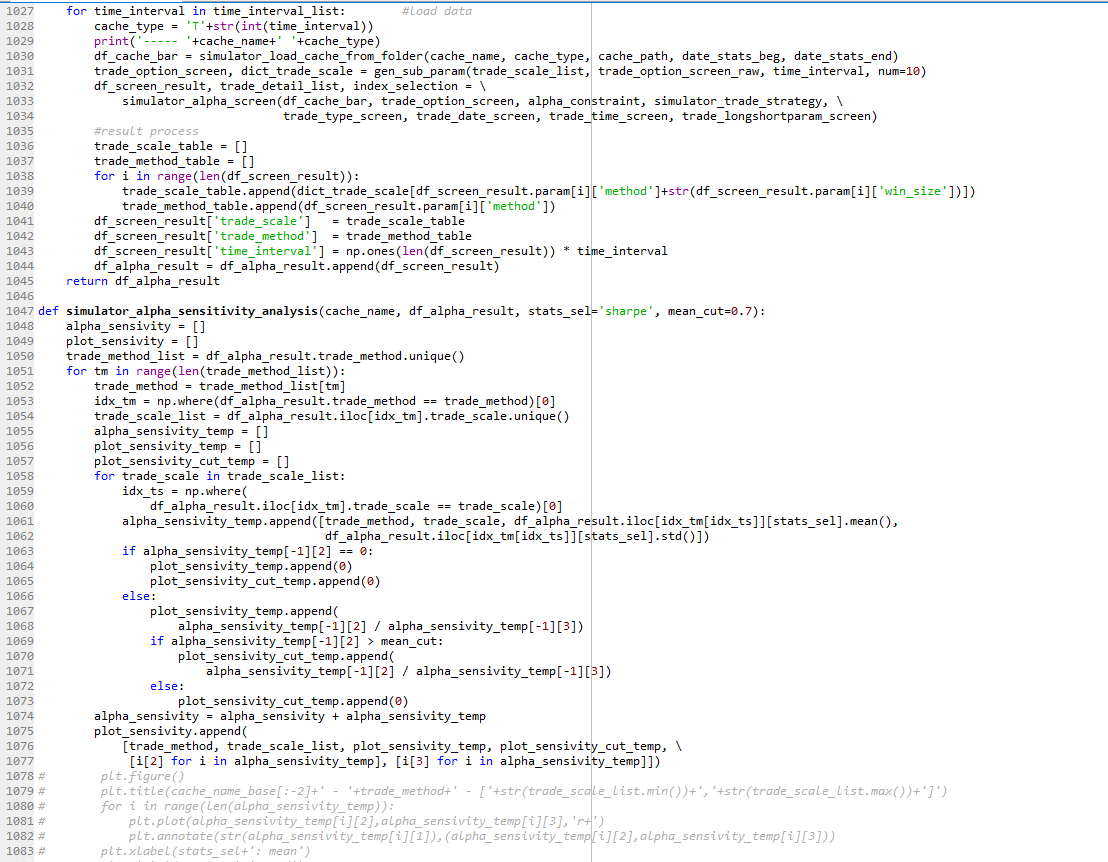 1027 for time_interval in time_interval_list: #load data
1028 cache_type = 'T'+str(int(time_interval))
1029 print('----- '+cache_name+' '+cache_type)
1030 df_cache_bar = simulator_load_cache_from_folder(cache_name, cache_type, cache_path, date_stats_beg, date_stats_end)
1031 trade_option_screen, dict_trade_scale = gen_sub_param(trade_scale_list, trade_option_screen_raw, time_interval, num=10)
1032 df_screen_result, trade_detail_list, index_selection = \
1033 simulator_alpha_screen(df_cache_bar, trade_option_screen, alpha_constraint, simulator_trade_strategy, \
1034 trade_type_screen, trade_date_screen, trade_time_screen, trade_longshortparam_screen)
1035 #result process
1036 trade_scale_table = []
1037 trade_method_table = []
1038 for i in range(len(df_screen_result)):
1039 trade_scale_table.append(dict_trade_scale[df_screen_result.param[i]['method']+str(df_screen_result.param[i]['win_size'])])
1040 trade_method_table.append(df_screen_result.param[i]['method'])
1041 df_screen_result['trade_scale'] = trade_scale_table
1042 df_screen_result['trade_method'] = trade_method_table
1043 df_screen_result['time_interval'] = np.ones(len(df_screen_result)) * time_interval
1044 df_alpha_result = df_alpha_result.append(df_screen_result)
1045 return df_alpha_result
1046
1047 def simulator_alpha_sensitivity_analysis(cache_name, df_alpha_result, stats_sel='sharpe', mean_cut=0.7):
1048 alpha_sensivity = []
1049 plot_sensivity = []
1050 trade_method_list = df_alpha_result.trade_method.unique()
1051 for tm in range(len(trade_method_list)):
1052 trade_method = trade_method_list[tm]
1053 idx_tm = np.where(df_alpha_result.trade_method == trade_method)[0]
1054 trade_scale_list = df_alpha_result.iloc[idx_tm].trade_scale.unique()
1055 alpha_sensivity_temp = []
1056 plot_sensivity_temp = []
1057 plot_sensivity_cut_temp = []
1058 for trade_scale in trade_scale_list:
1059 idx_ts = np.where(
1060 df_alpha_result.iloc[idx_tm].trade_scale == trade_scale)[0]
1061 alpha_sensivity_temp.append([trade_method, trade_scale, df_alpha_result.iloc[idx_tm[idx_ts]][stats_sel].mean(),
1062 df_alpha_result.iloc[idx_tm[idx_ts]][stats_sel].std()])
1063 if alpha_sensivity_temp[-1][2] == 0:
1064 plot_sensivity_temp.append(0)
1065 plot_sensivity_cut_temp.append(0)
1066 else:
1067 plot_sensivity_temp.append(
1068 alpha_sensivity_temp[-1][2] / alpha_sensivity_temp[-1][3])
1069 if alpha_sensivity_temp[-1][2] > mean_cut:
1070 plot_sensivity_cut_temp.append(
1071 alpha_sensivity_temp[-1][2] / alpha_sensivity_temp[-1][3])
1072 else:
1073 plot_sensivity_cut_temp.append(0)
1074 alpha_sensivity = alpha_sensivity + alpha_sensivity_temp
1075 plot_sensivity.append(
1076 [trade_method, trade_scale_list, plot_sensivity_temp, plot_sensivity_cut_temp, \
1077 [i[2] for i in alpha_sensivity_temp], [i[3] for i in alpha_sensivity_temp]])
1078 # plt.figure()
1079 # plt.title(cache_name_base[:-2]+' - '+trade_method+' - ['+str(trade_scale_list.min())+','+str(trade_scale_list.max())+']')
1080 # for i in range(len(alpha_sensivity_temp)):
1081 # plt.plot(alpha_sensivity_temp[i][2],alpha_sensivity_temp[i][3],'r+')
1082 # plt.annotate(str(alpha_sensivity_temp[i][1]),(alpha_sensivity_temp[i][2],alpha_sensivity_temp[i][3]))
1083 # plt.xlabel(stats_sel+': mean')